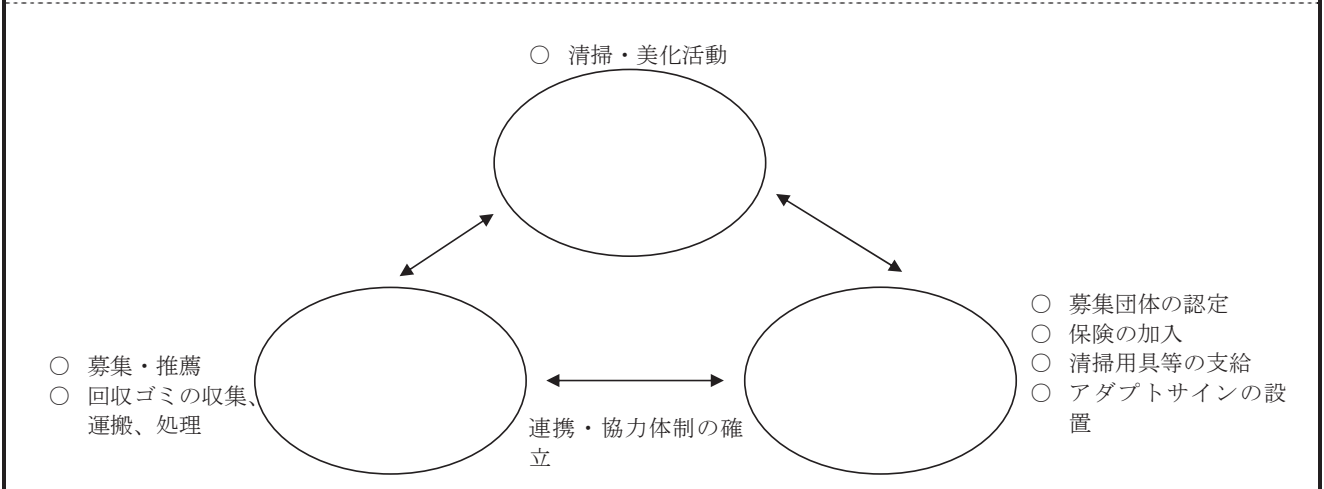 ○ 清掃・美化活動
○ 募集・推薦
○ 回収ゴミの収集、
運搬、処理
連携・協力体制の確
立
○ 募集団体の認定
○ 保険の加入
○ 清掃用具等の支給
○ アダプトサインの設
置